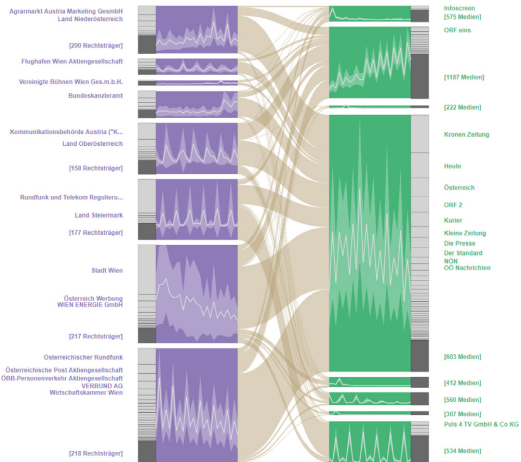 Agrarmarkt Austria Marketing GesmbH
Land Niederösterreich
[200 Rechtsträger]
Flughafen Wien Aktiengesellschaft
Vereinigte Bühnen Wien Ges.m.b.H.
Bundeskanzleramt
Kommunikationsbehörde Austria ("K...
Land Oberösterreich
[158 Rechtsträger]
Rundfunk und Telekom Regulieru...
Land Steiermark
[177 Rechtsträger]
Stadt Wien
Österreich Werbung
WIEN ENERGIE GmbH
[217 Rechtsträger]
Österreichischer Rundfunk
Österreichische Post Aktiengesellschaft
ÖBB-Personenverkehr Aktiengesellschaft
VERBUND AG
Wirtschaftskammer Wien
[218 Rechtsträger]
Infoscreen
[575 Medien]
ORF eins
[1187 Medien]
[222 Medien]
Kronen Zeitung
Heute
Österreich
ORF 2
Kurier
Kleine Zeitung
Die Presse
Der Standard
NÖN
OÖ Nachrichten
[683 Medien]
[412 Medien]
[560 Medien]
[307 Medien]
Puls 4 TV GmbH & Co KG
[534 Medien]